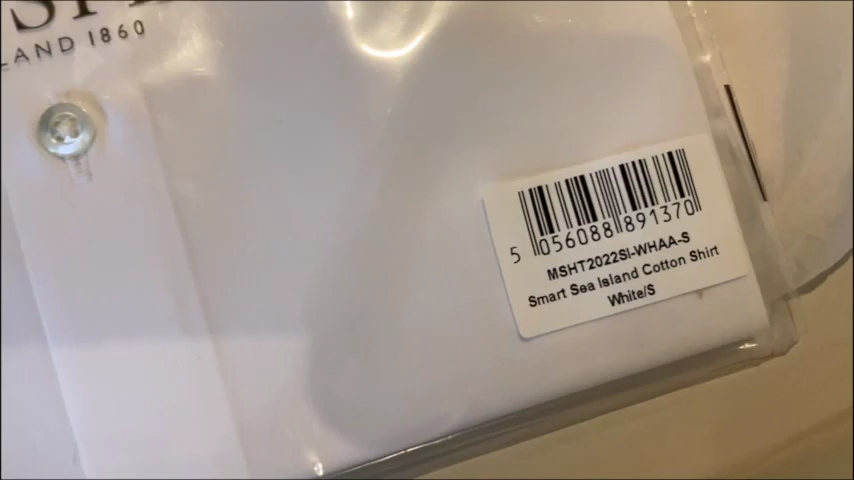 LAND 1860
5 056088 891370
MSHT2022SI-WHAA-S
Smart Sea Island Cotton Shirt
White/S